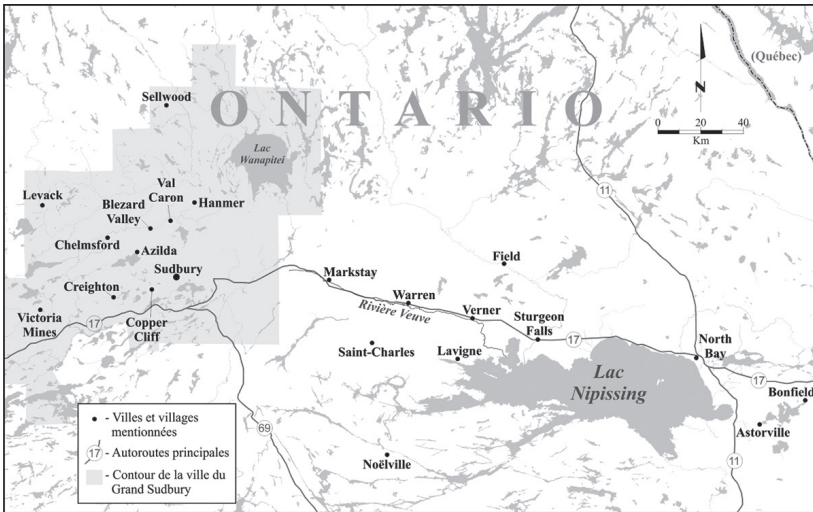 (Québec)
N
0 20 40
Km
ONTARIO
Sellwood
Lac
Wanapitei
11
Levack
Val
Caron
Blezard
Valley
Hanmer
Chelmsford
Azilda
Sudbury
Creighton
Victoria
Mines
17
Copper
Cliff
Markstay
Field
Warren
Rivière Veuve
Verner
Sturgeon
Falls
17
Saint-Charles
Lavigne
North
Bay
Lac
Nipissing
17
Bonfield
Astorville
69
Noëlville
11
- Villes et villages
mentionnées
17 - Autoroutes principales
- Contour de la ville du
Grand Sudbury